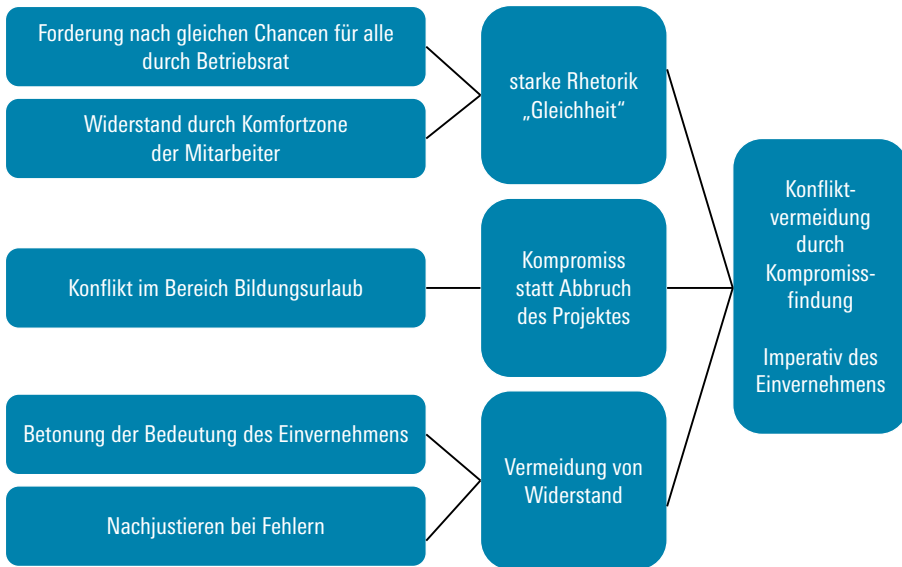 Forderung nach gleichen Chancen für alle
durch Betriebsrat
Widerstand durch Komfortzone
der Mitarbeiter
Konflikt im Bereich Bildungsurlaub
Betonung der Bedeutung des Einvernehmens
Nachjustieren bei Fehlern
starke Rhetorik
„Gleichheit“
Kompromiss
statt Abbruch
des Projektes
Vermeidung von
Widerstand
Konflikt-
vermeidung
durch
Kompromiss-
findung
Imperativ des
Einvernehmens